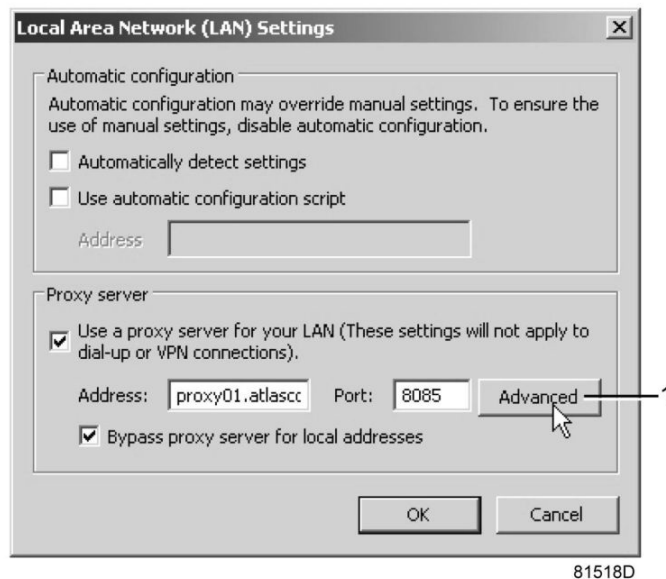 Local Area Network (LAN) Settings
Automatic configuration
Automatic configuration may override manual settings. To ensure the
use of manual settings, disable automatic configuration.
Automatically detect settings
Use automatic configuration script
Address
Proxy server
Use a proxy server for your LAN (These settings will not apply to
dial-up or VPN connections).
Address: proxy01.atlascc Port: 8085 Advanced 1
Bypass proxy server for local addresses
OK Cancel
81518D